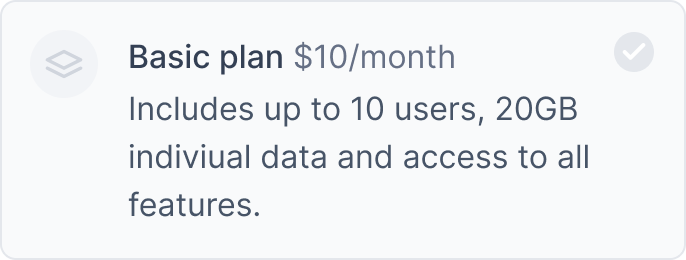 Basic plan $10/month
Includes up to 10 users, 20GB
indiviual data and access to all
features.